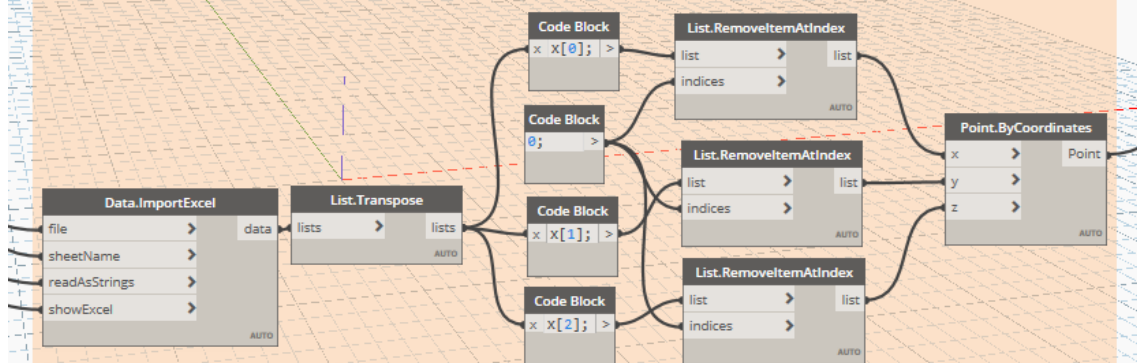 Data.ImportExcel
file > data
sheetName >
readAsStrings >
showExcel >
AUTO
List.Transpose
lists > lists
AUTO
Code Block
x x[0]; >
Code Block
0; >
Code Block
x x[1]; >
Code Block
x x[2]; >
List.RemoveItemAtIndex
list > list
indices >
AUTO
List.RemoveItemAtIndex
list > list
indices >
AUTO
List.RemoveItemAtIndex
list > list
indices >
AUTO
Point.ByCoordinates
x > Point
y >
z >
AUTO